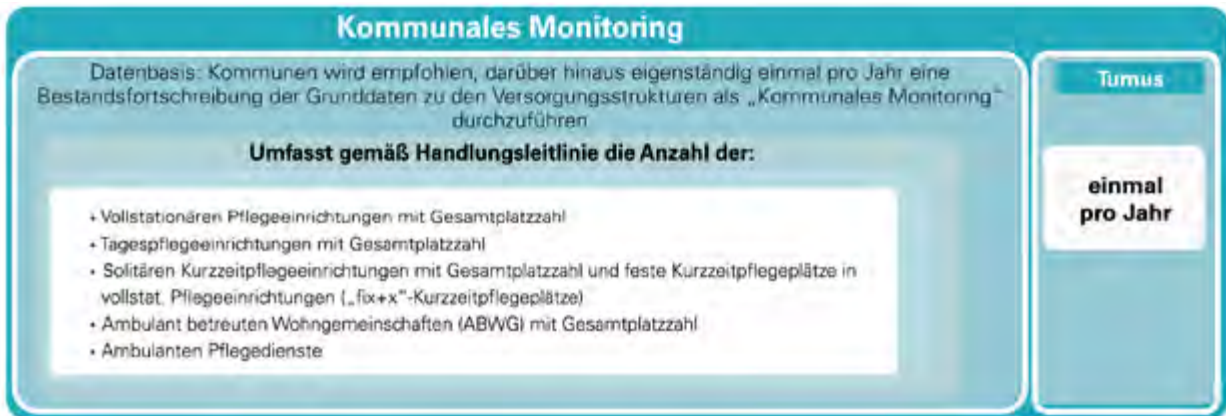 Kommunales Monitoring
Datenbasis: Kommunen wird empfohlen, darüber hinaus eigenständig einmal pro Jahr eine
Bestandsfortschreibung der Grunddaten zu den Versorgungsstrukturen als „Kommunales Monitoring“
durchzuführen
Umfasst gemäß Handlungsleitlinie die Anzahl der:
• Vollstationären Pflegeeinrichtungen mit Gesamtplatzzahl
• Tagespflegeeinrichtungen mit Gesamtplatzzahl
• Solitären Kurzzeitpflegeeinrichtungen mit Gesamtplatzzahl und feste Kurzzeitpflegeplätze in
vollstat. Pflegeeinrichtungen („fix+x“-Kurzzeitpflegeplätze)
• Ambulant betreuten Wohngemeinschaften (ABWG) mit Gesamtplatzzahl
• Ambulanten Pflegedienste
Turnus
einmal
pro Jahr